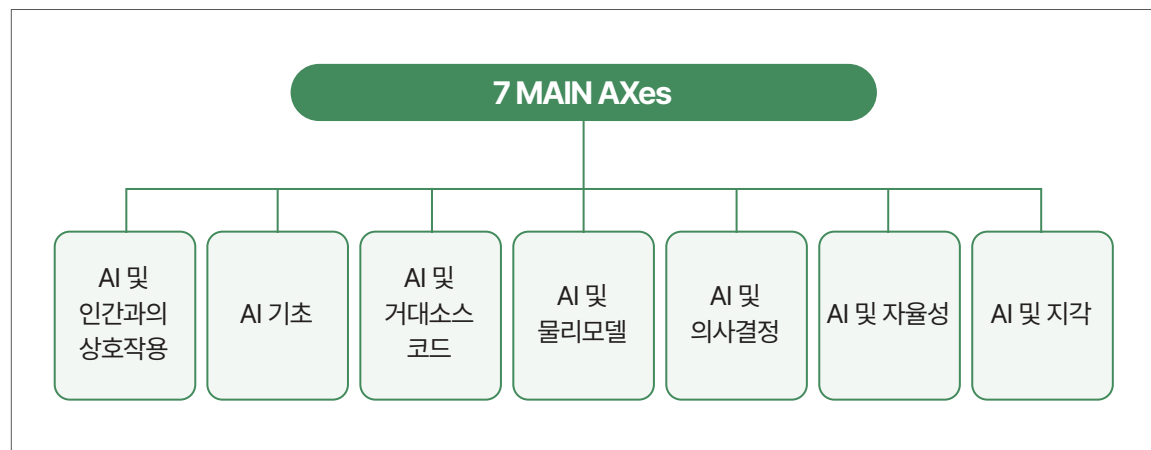 7 MAIN AXes
AI 및
인간과의
상호작용
AI 기초
AI 및
거대소스
코드
AI 및
물리모델
AI 및
의사결정
AI 및 자율성
AI 및 지각